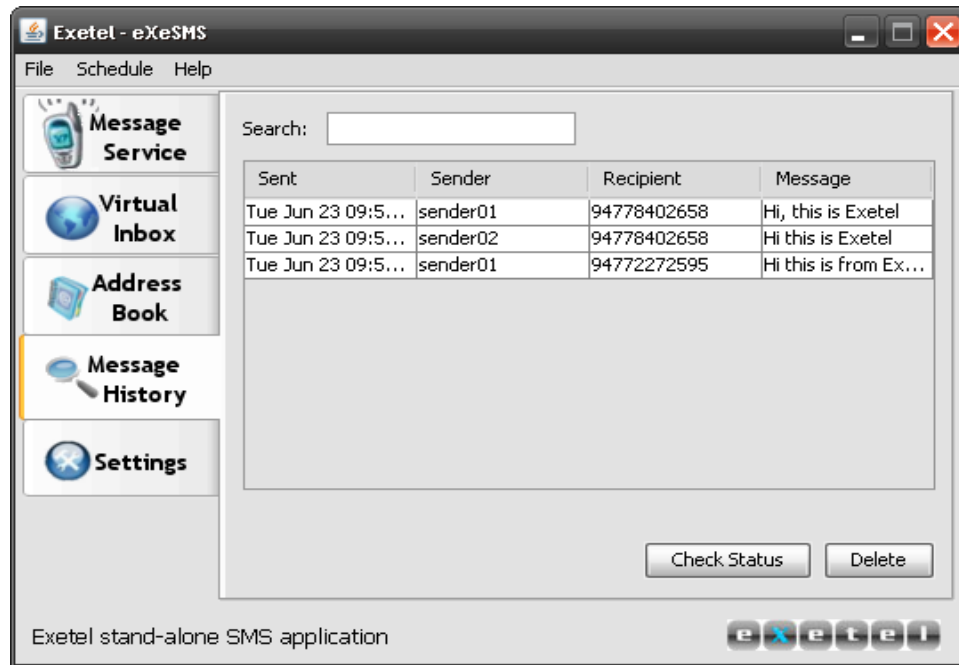 Exetel - eXeSMS
File Schedule Help
Message Service
Virtual Inbox
Address Book
Message History
Settings
Search:
Sent Sender Recipient Message
Tue Jun 23 09:5... sender01 94778402658 Hi, this is Exetel
Tue Jun 23 09:5... sender02 94778402658 Hi this is Exetel
Tue Jun 23 09:5... sender01 94772272595 Hi this is from Ex...
Check Status Delete
Exetel stand-alone SMS application
exetel